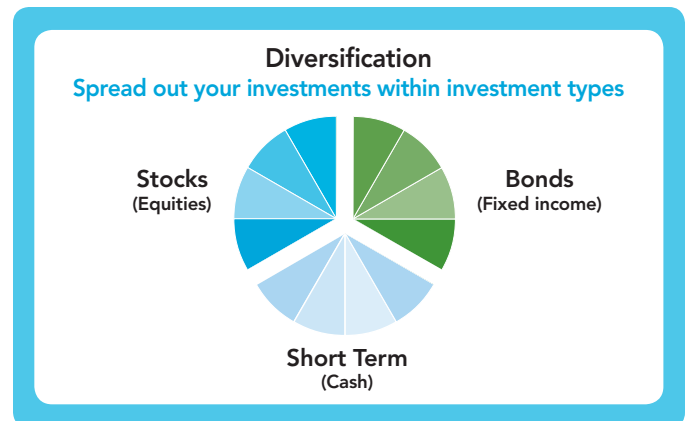 Diversification
Spread out your investments within investment types
Stocks
(Equities)
Bonds
(Fixed income)
Short Term
(Cash)